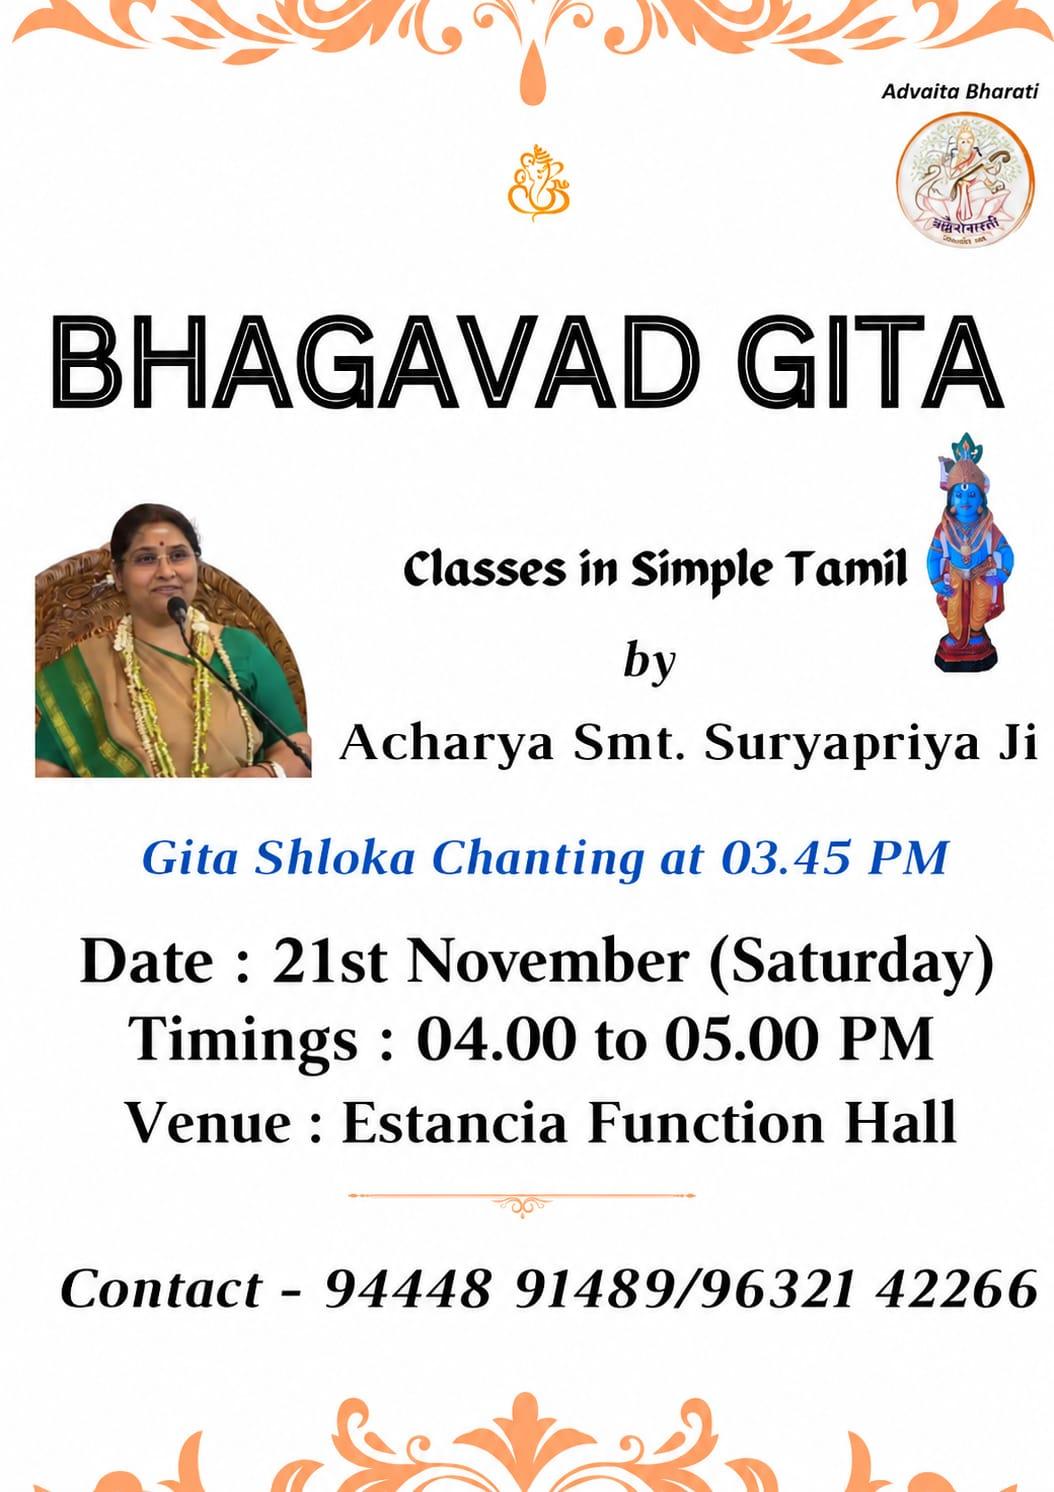 Advaita Bharati
BHAGAVAD GITA
Classes in Simple Tamil
by
Acharya Smt. Suryapriya Ji
Gita Shloka Chanting at 03.45 PM
Date : 21st November (Saturday)
Timings : 04.00 to 05.00 PM
Venue : Estancia Function Hall
Contact - 94448 91489/96321 42266